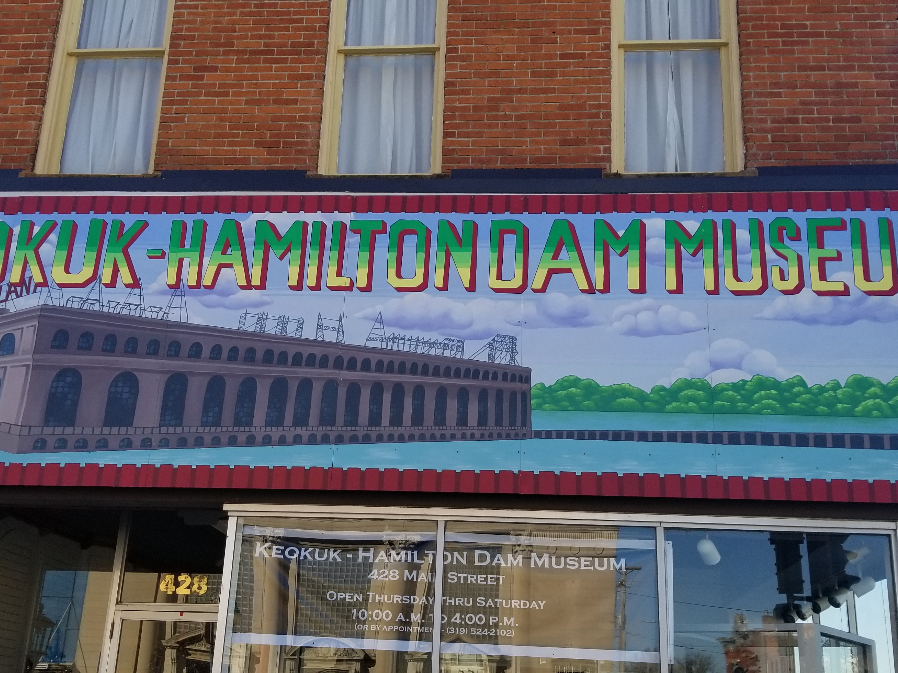 OKUK-HAMILTON DAM MUSEU
428
KEOKUK - HAMILTON DAM MUSEUM
428 MAIN STREET
OPEN THURSDAY THRU SATURDAY
10:00 A.M. TO 4:00 P.M.
(OR BY APPOINTMENT - (319) 524-2102)